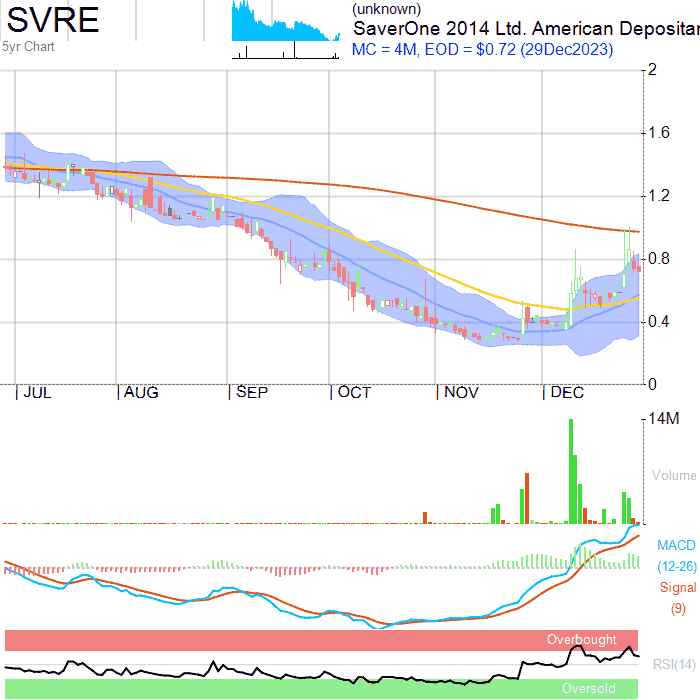 SVRE
5yr Chart
(unknown)
SaverOne 2014 Ltd. American Depositar
MC = 4M, EOD = $0.72 (29Dec2023)
2
1.6
1.2
0.8
0.4
0
JUL AUG SEP OCT NOV DEC
14M
Volume
MACD
(12-26)
Signal
(9)
Overbought
RSI(14)
Oversold